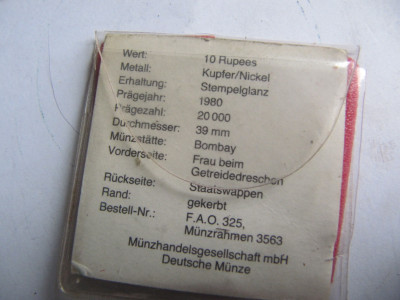 Wert: 10 Rupees
Metall: Kupfer/Nickel
Erhaltung: Stempelglanz
Prägejahr: 1980
Prägezahl: 20 000
Durchmesser: 39 mm
Münzstätte: Bombay
Vorderseite: Frau beim
Getreidedreschen
Rückseite: Staatswappen
Rand: gekerbt
Bestell-Nr.: F.A.O. 325,
Münzrahmen 3563
Münzhandelsgesellschaft mbH
Deutsche Münze